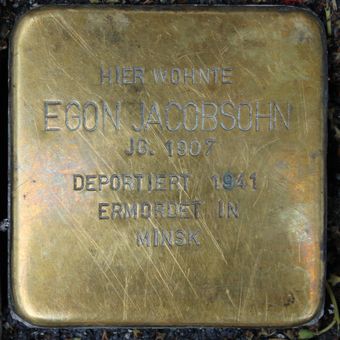 HIER WOHNTE
EGON JACOBSOHN
JG. 1907
DEPORTIERT 1941
ERMORDET IN
MINSK